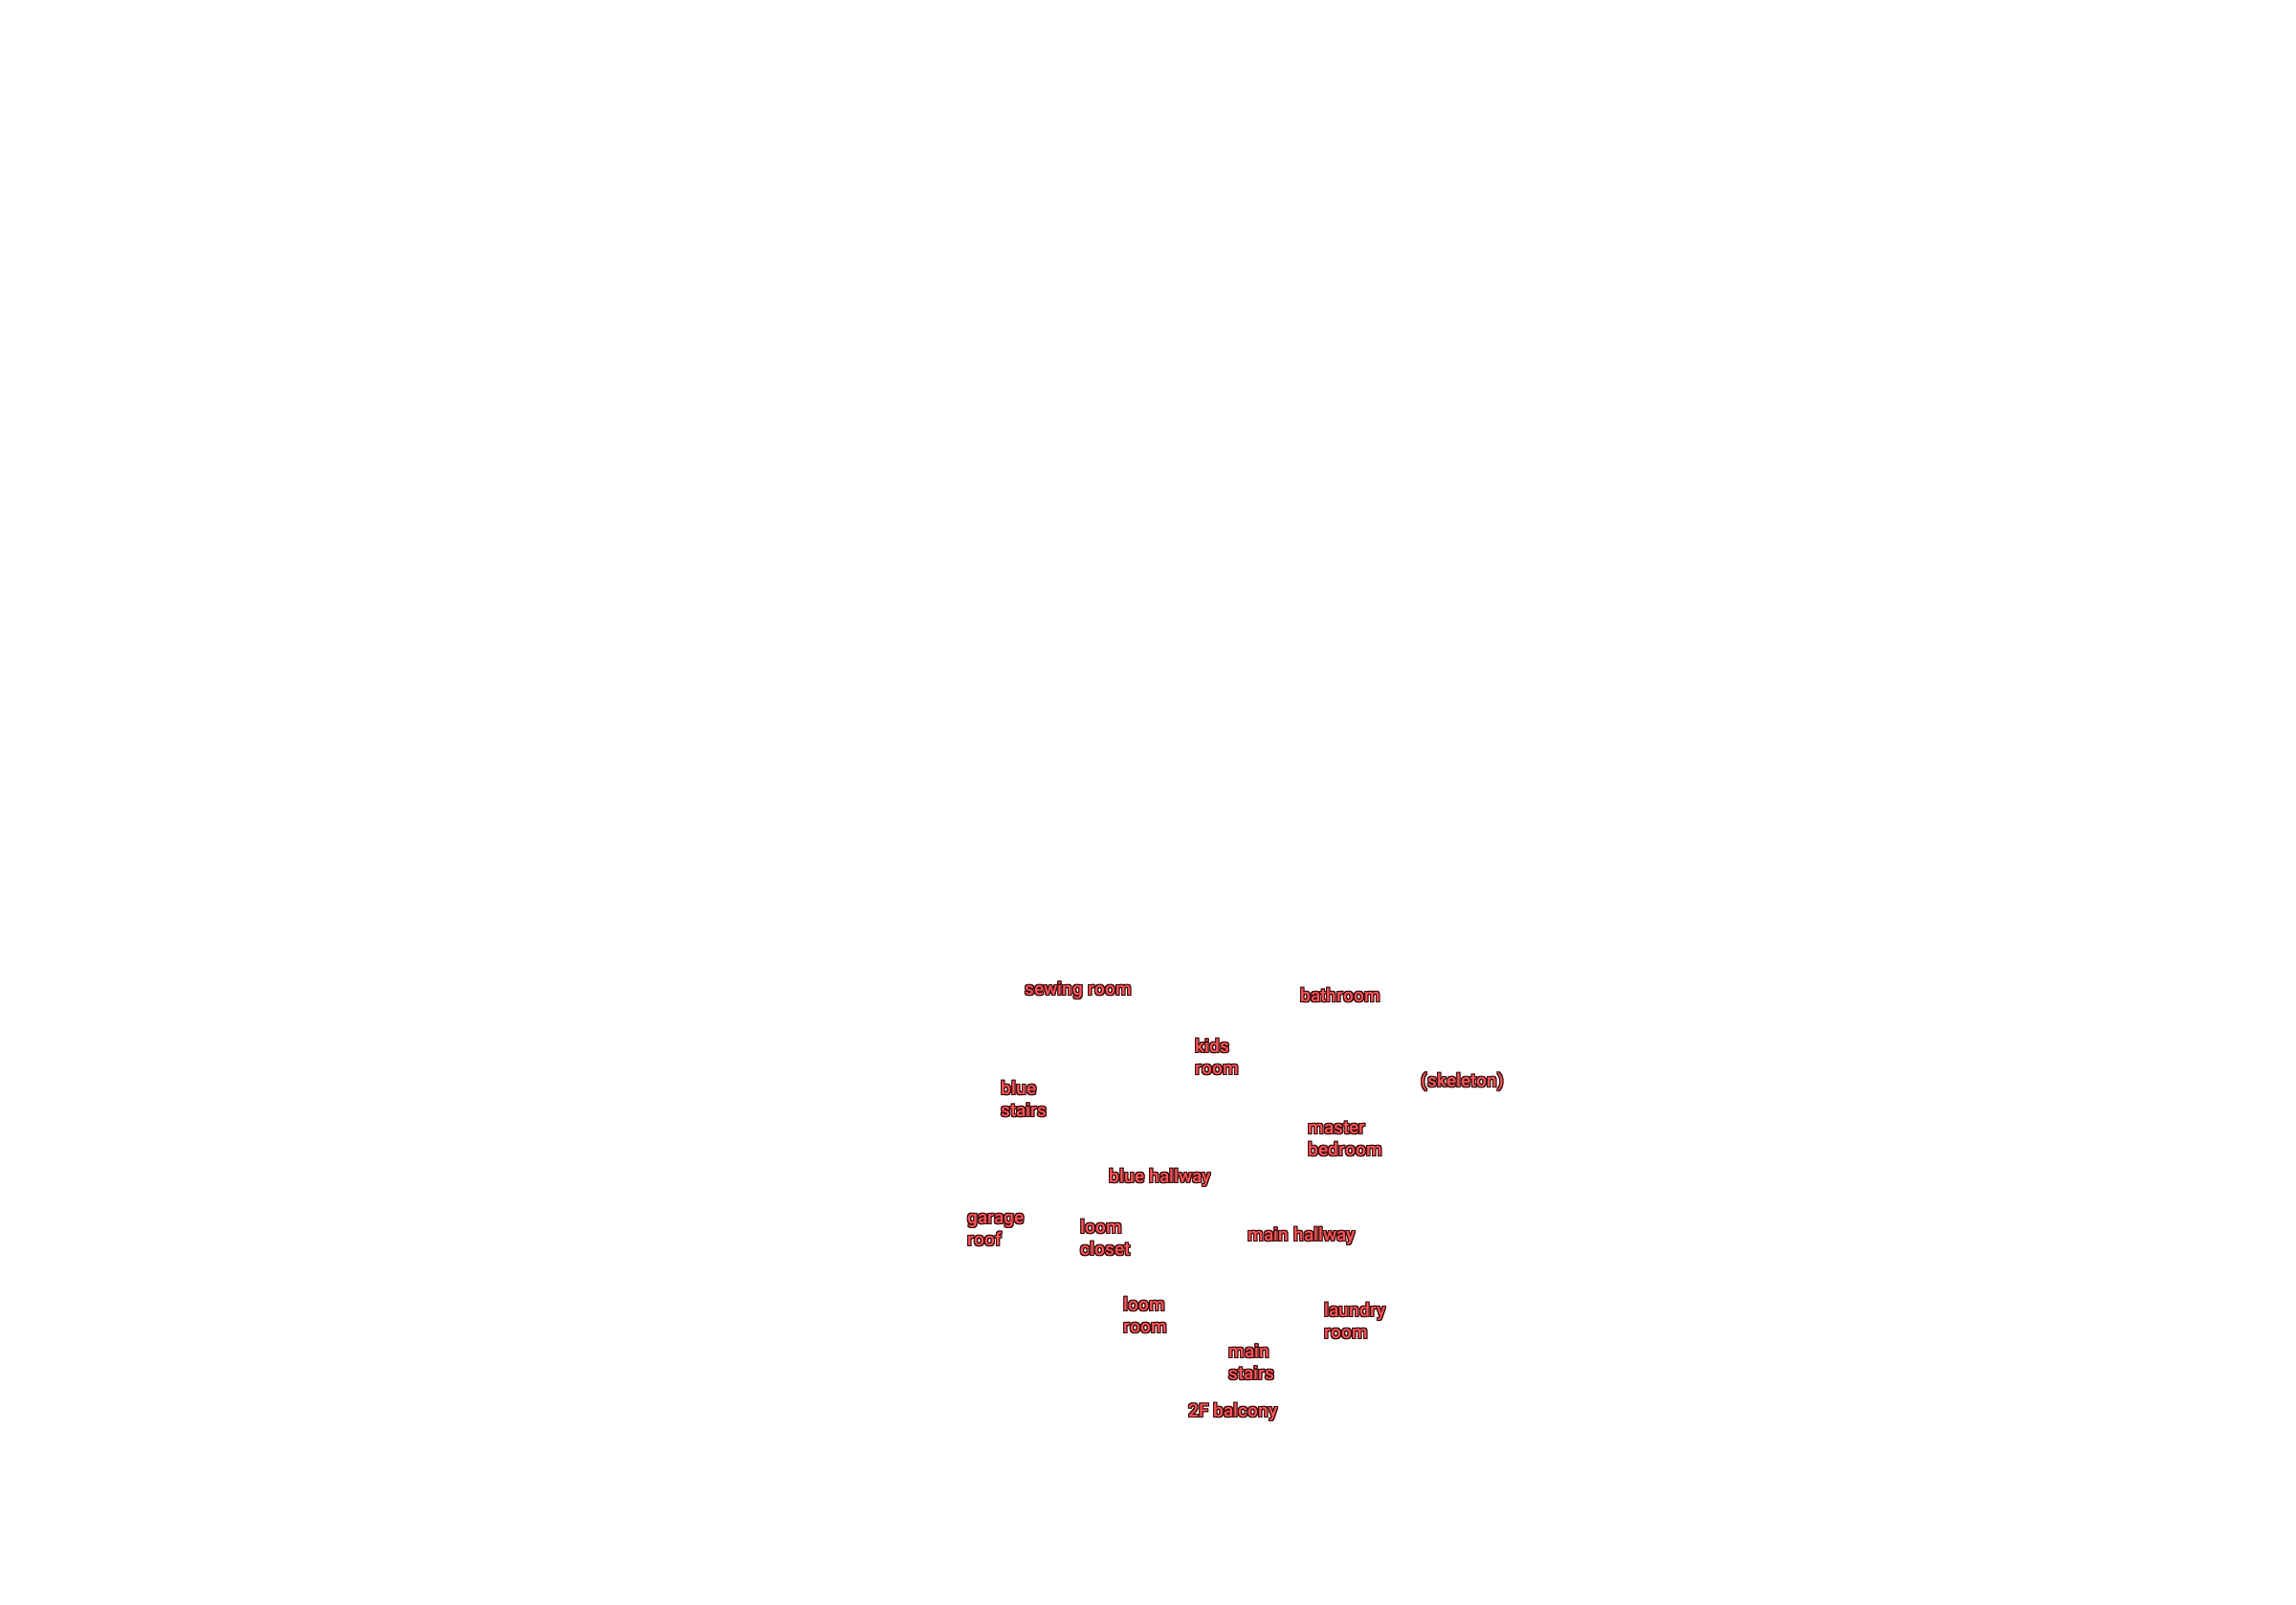 sewing room
bathroom
kids
room
(skeleton)
blue
stairs
master
bedroom
blue hallway
garage
roof
loom
closet
main hallway
loom
room
laundry
room
main
stairs
2F balcony